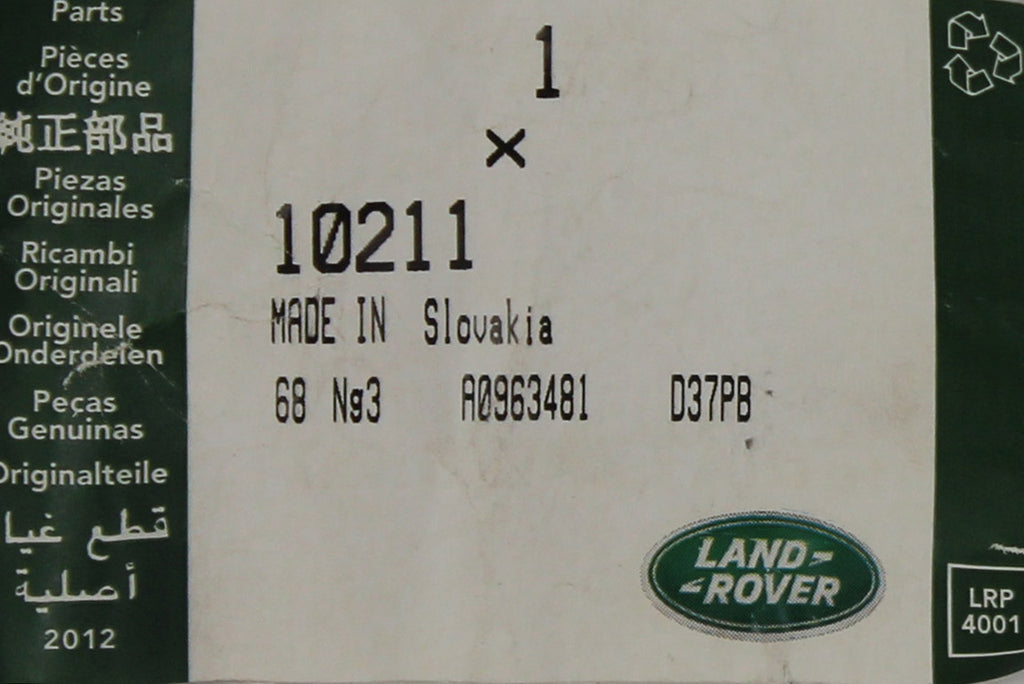 Parts
Pièces
d'Origine
純正部品
Piezas
Originales
Ricambi
Originali
Originele
Onderdelen
Peças
Genuinas
Originalteile
قطع غيا
أصلية
2012
1
×
10211
MADE IN Slovakia
68 Ng3 A0963481 D37PB
LAND-
-ROVER
LRP
4001